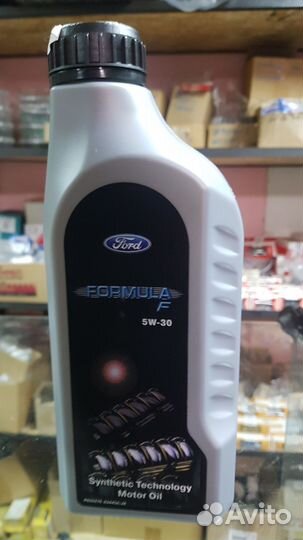 Ford
FORMULA
F
5W-30
Synthetic Technology
Motor Oil
Avito